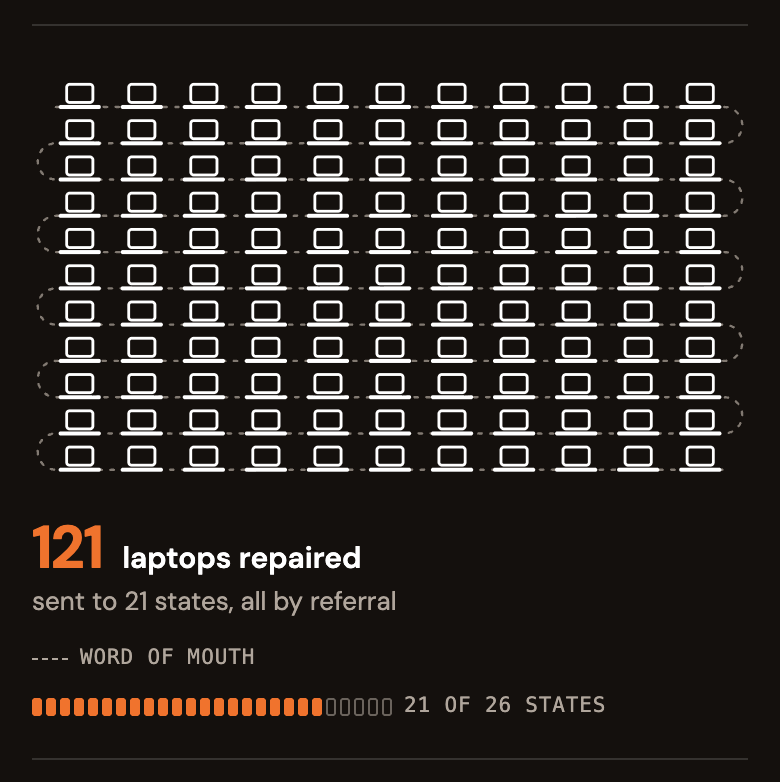 121 laptops repaired
sent to 21 states, all by referral
WORD OF MOUTH
21 OF 26 STATES